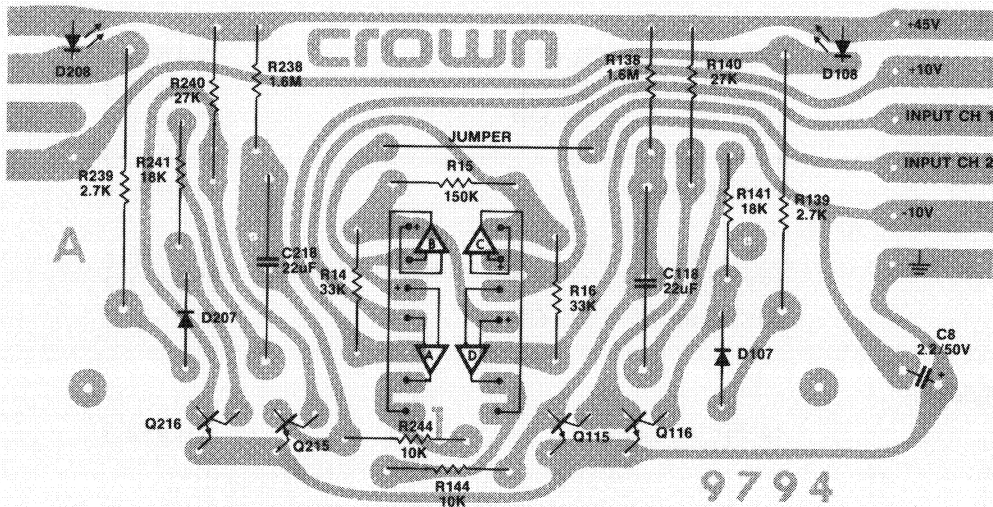 crown
+45V
D208
D108
R240
27K
R238
1.6M
R138
1.6M
R140
27K
+10V
INPUT CH 1
JUMPER
R241
18K
R15
150K
INPUT CH 2
R239
2.7K
R141
18K
R139
2.7K
-10V
A
B
C
C218
22uF
R14
33K
R16
33K
C118
22uF
D207
C8
2.2/50V
A
D
D107
+
Q216
Q215
R244
10K
1
Q115
Q116
R144
10K
9794